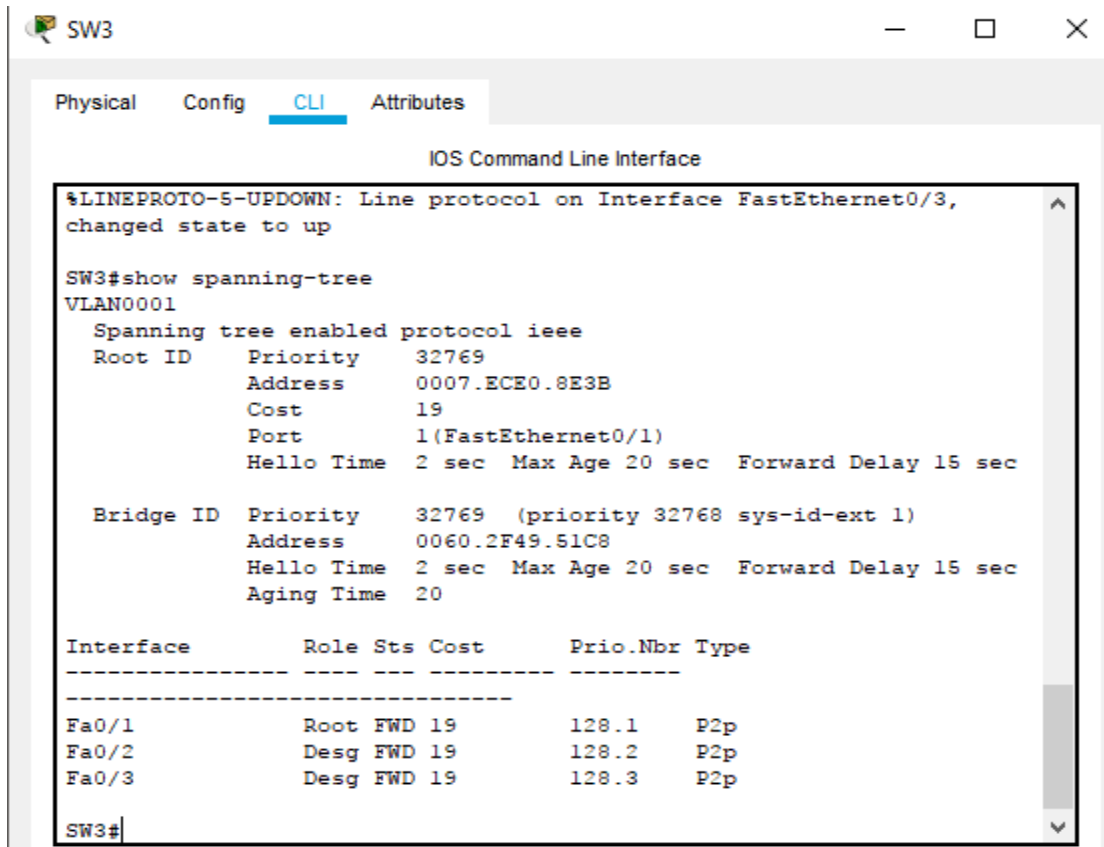 SW3
Physical Config CLI Attributes
IOS Command Line Interface
%LINEPROTO-5-UPDOWN: Line protocol on Interface FastEthernet0/3,
changed state to up
SW3#show spanning-tree
VLAN0001
  Spanning tree enabled protocol ieee
  Root ID    Priority    32769
             Address     0007.ECE0.8E3B
             Cost        19
             Port        1(FastEthernet0/1)
             Hello Time  2 sec  Max Age 20 sec  Forward Delay 15 sec
  Bridge ID  Priority    32769  (priority 32768 sys-id-ext 1)
             Address     0060.2F49.51C8
             Hello Time  2 sec  Max Age 20 sec  Forward Delay 15 sec
             Aging Time  20
Interface        Role Sts Cost      Prio.Nbr Type
---------------- ---- --- --------- --------
--------------------------------
Fa0/1            Root FWD 19        128.1    P2p
Fa0/2            Desg FWD 19        128.2    P2p
Fa0/3            Desg FWD 19        128.3    P2p
SW3#